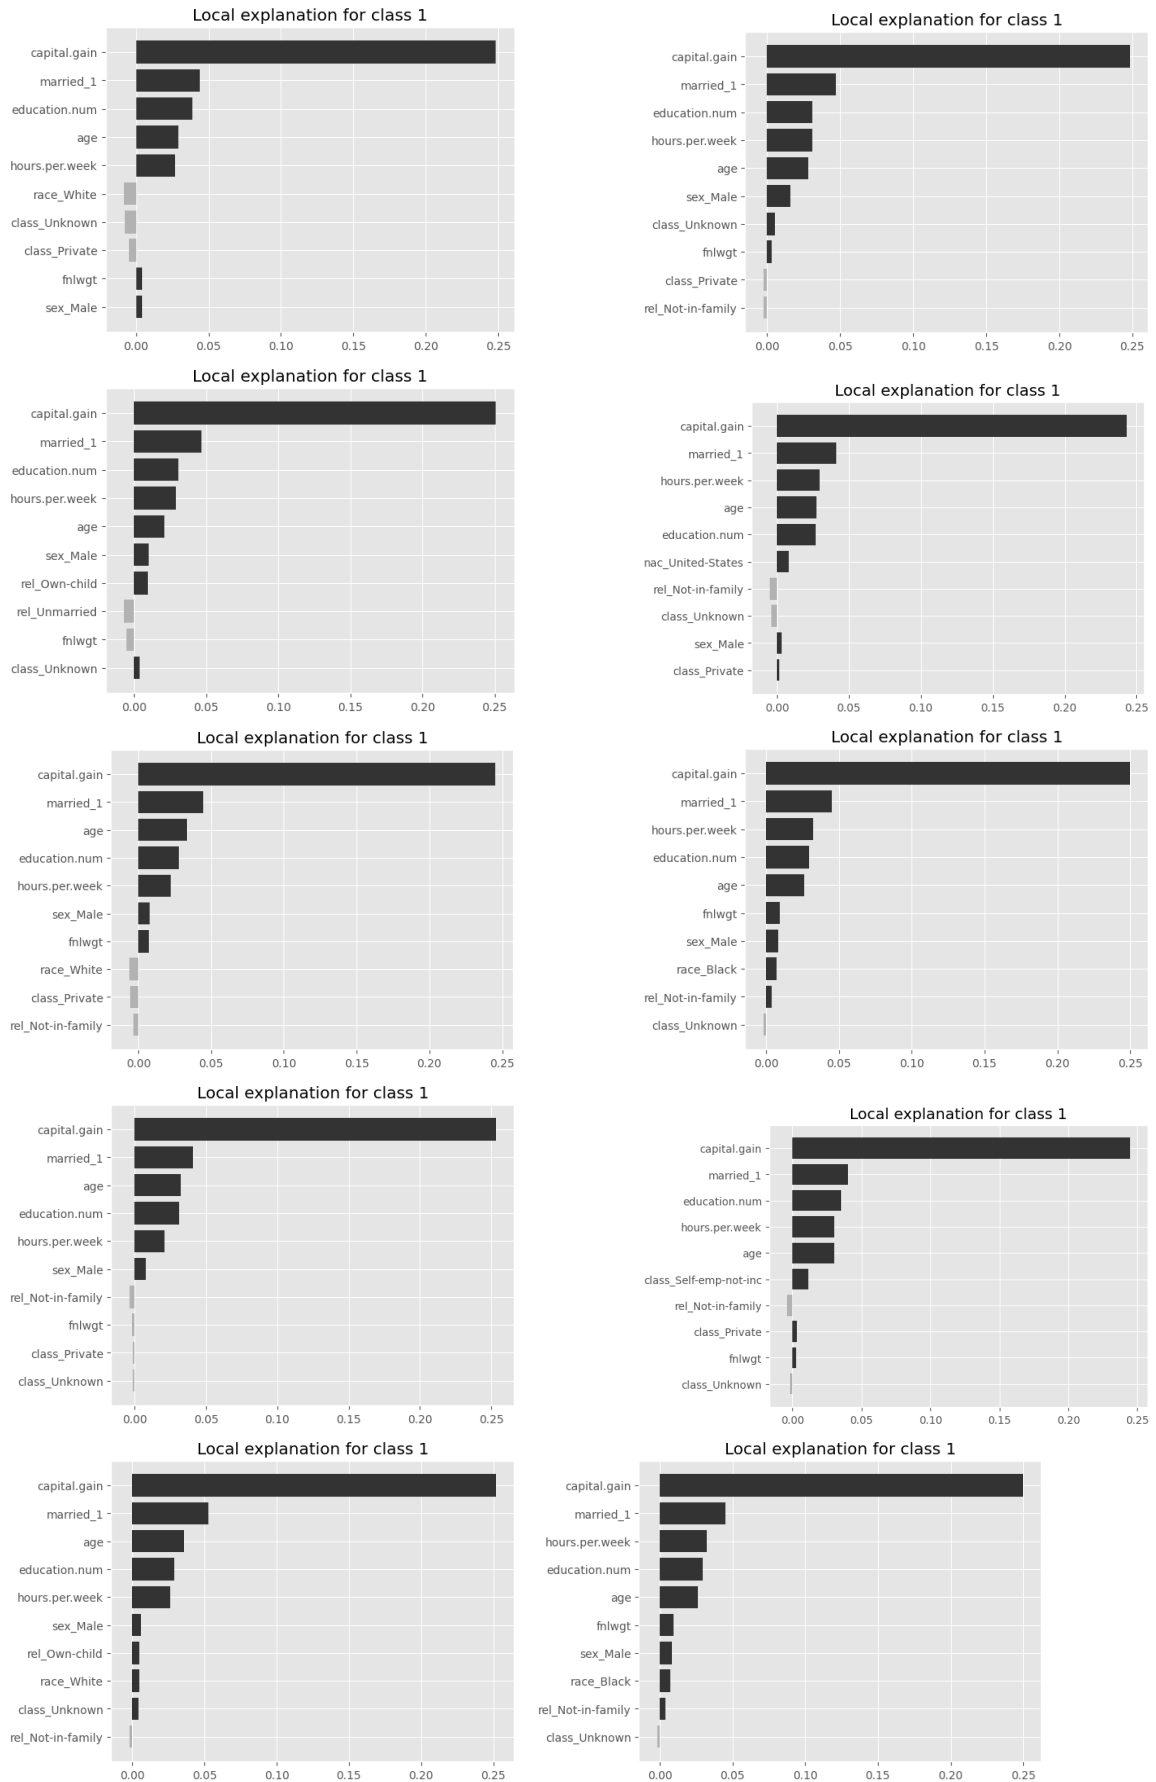 Local explanation for class 1
capital.gain
married_1
education.num
age
hours.per.week
race_White
class_Unknown
class_Private
fnlwgt
sex_Male
0.00 0.05 0.10 0.15 0.20 0.25
Local explanation for class 1
capital.gain
married_1
education.num
hours.per.week
age
sex_Male
class_Unknown
fnlwgt
class_Private
rel_Not-in-family
0.00 0.05 0.10 0.15 0.20 0.25
Local explanation for class 1
capital.gain
married_1
education.num
hours.per.week
age
sex_Male
rel_Own-child
rel_Unmarried
fnlwgt
class_Unknown
0.00 0.05 0.10 0.15 0.20 0.25
Local explanation for class 1
capital.gain
married_1
hours.per.week
age
education.num
nac_United-States
rel_Not-in-family
class_Unknown
sex_Male
class_Private
0.00 0.05 0.10 0.15 0.20 0.25
Local explanation for class 1
capital.gain
married_1
age
education.num
hours.per.week
sex_Male
fnlwgt
race_White
class_Private
rel_Not-in-family
0.00 0.05 0.10 0.15 0.20 0.25
Local explanation for class 1
capital.gain
married_1
hours.per.week
education.num
age
fnlwgt
sex_Male
race_Black
rel_Not-in-family
class_Unknown
0.00 0.05 0.10 0.15 0.20 0.25
Local explanation for class 1
capital.gain
married_1
age
education.num
hours.per.week
sex_Male
rel_Not-in-family
fnlwgt
class_Private
class_Unknown
0.00 0.05 0.10 0.15 0.20 0.25
Local explanation for class 1
capital.gain
married_1
education.num
hours.per.week
age
class_Self-emp-not-inc
rel_Not-in-family
class_Private
fnlwgt
class_Unknown
0.00 0.05 0.10 0.15 0.20 0.25
Local explanation for class 1
capital.gain
married_1
age
education.num
hours.per.week
sex_Male
rel_Own-child
race_White
class_Unknown
rel_Not-in-family
0.00 0.05 0.10 0.15 0.20 0.25
Local explanation for class 1
capital.gain
married_1
hours.per.week
education.num
age
fnlwgt
sex_Male
race_Black
rel_Not-in-family
class_Unknown
0.00 0.05 0.10 0.15 0.20 0.25